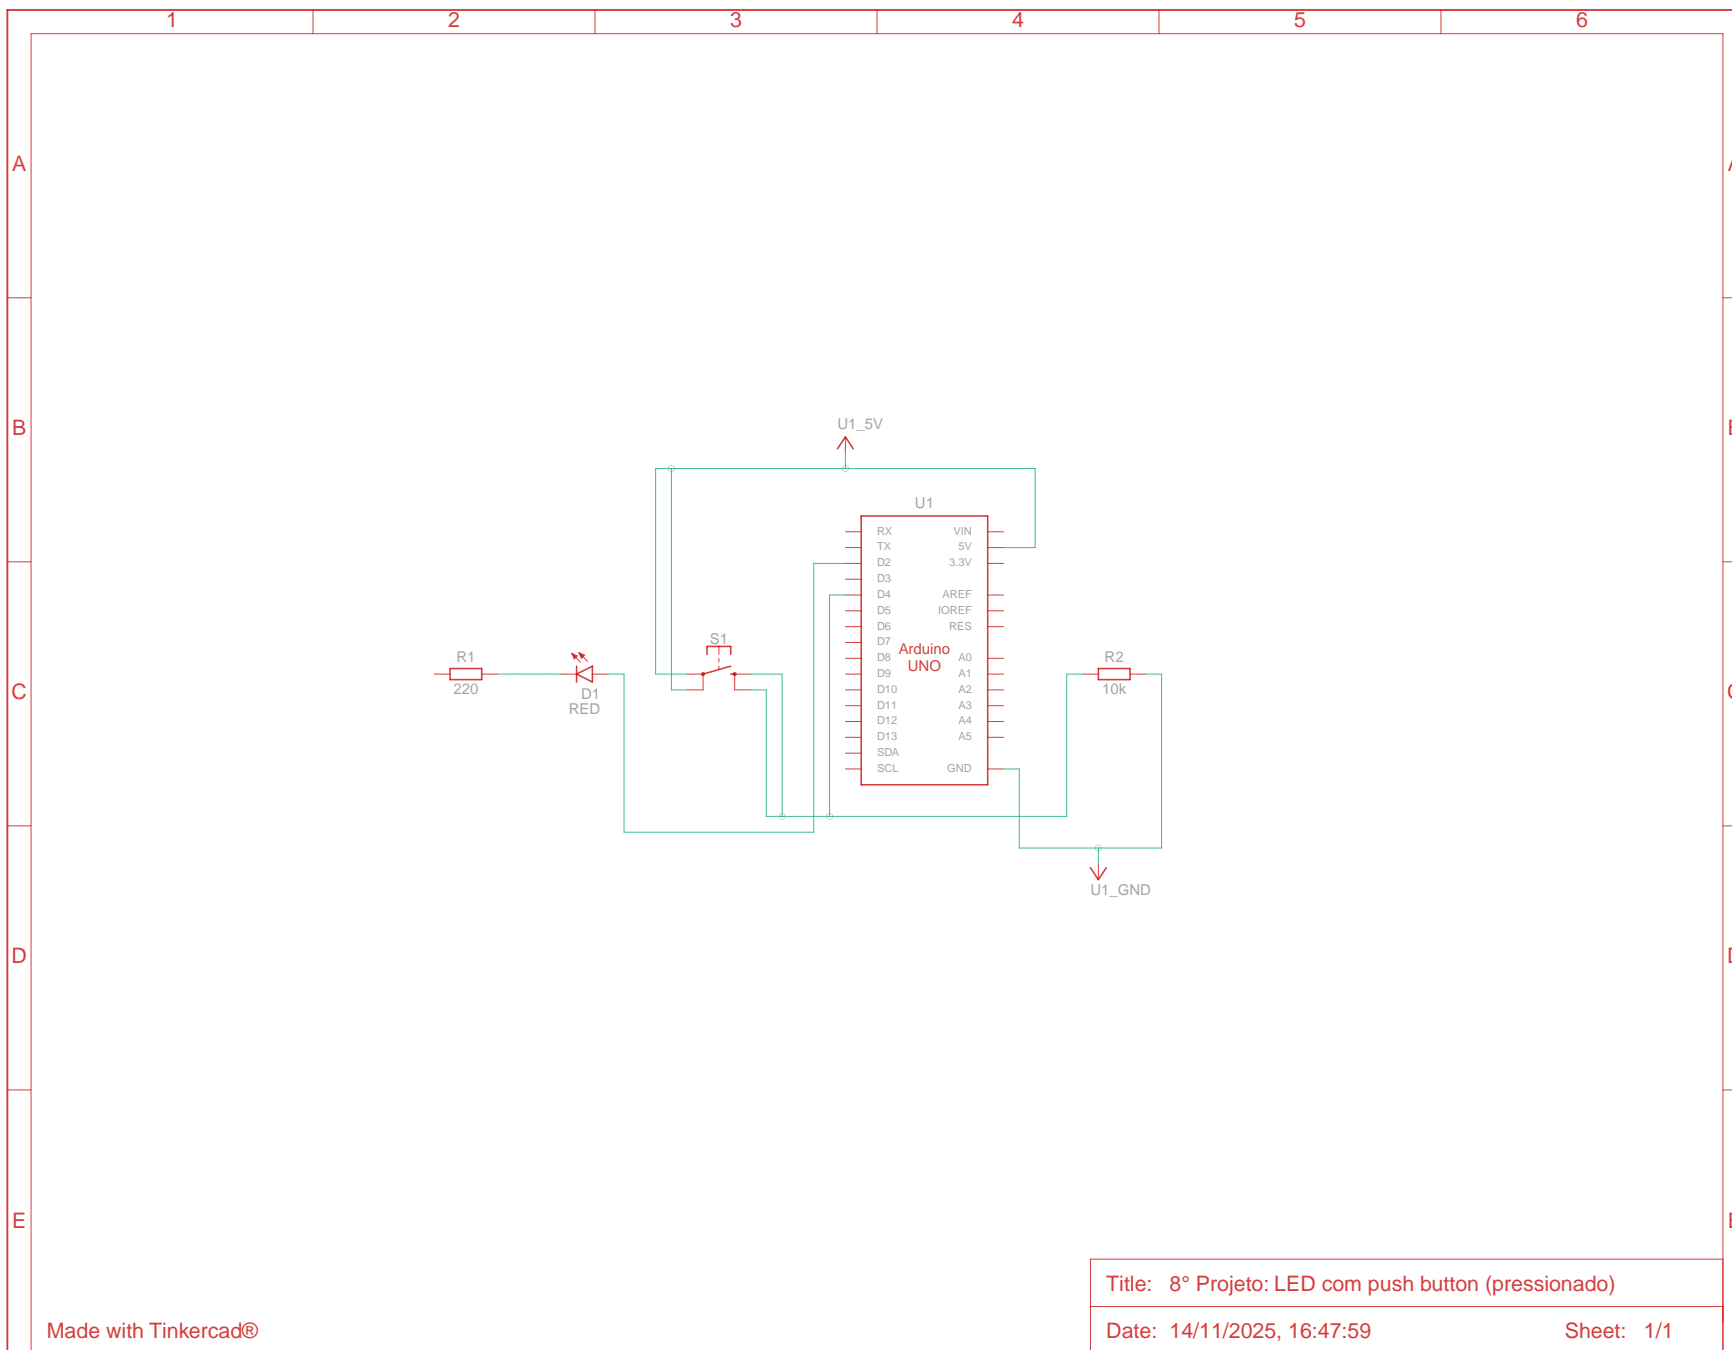 1 2 3 4 5 6
A A
B B
C C
D D
E E
U1_5V
U1
RX VIN
TX 5V
D2 3.3V
D3
D4 AREF
D5 IOREF
D6 RES
D7
Arduino
UNO
D8 A0
D9 A1
D10 A2
D11 A3
D12 A4
D13 A5
SDA
SCL GND
S1
R1
220
D1
RED
R2
10k
U1_GND
Title: 8° Projeto: LED com push button (pressionado)
Date: 14/11/2025, 16:47:59 Sheet: 1/1
Made with Tinkercad®